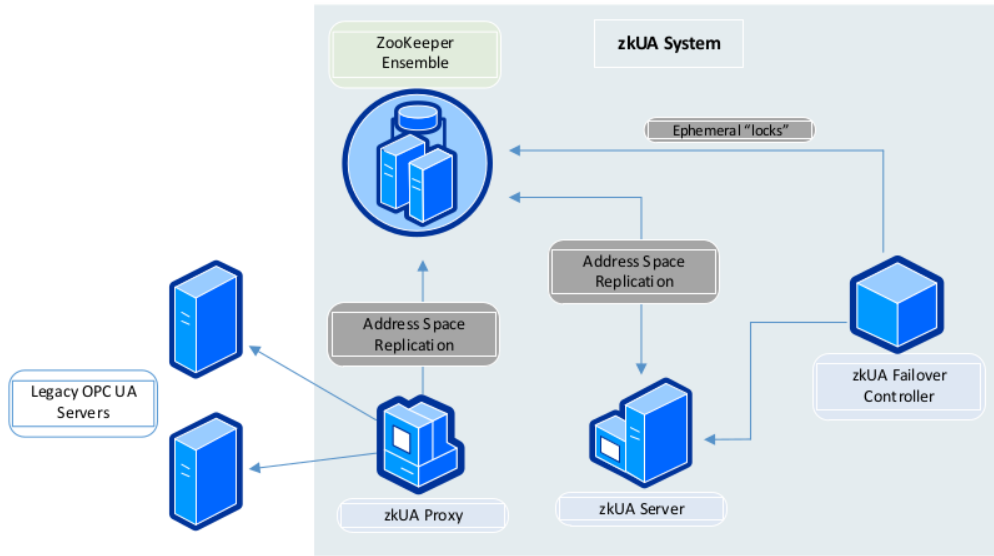 ZooKeeper
Ensemble
zkUA System
Ephemeral “locks”
Address Space
Replication
Address Space
Replication
Legacy OPC UA
Servers
zkUA Failover
Controller
zkUA Proxy
zkUA Server